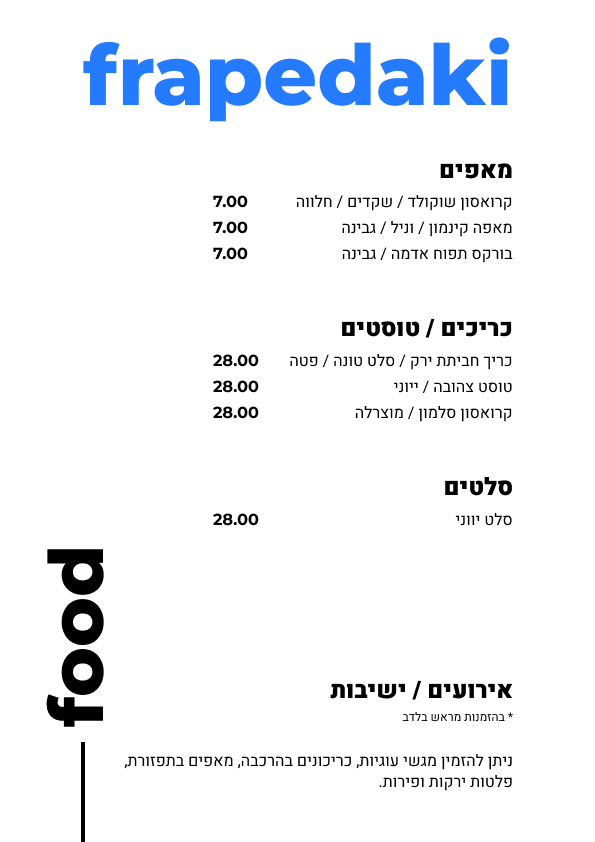 frapedaki
מאפים
קרואסון שוקולד / שקדים / חלווה 7.00
מאפה קינמון / וניל / גבינה 7.00
בורקס תפוח אדמה / גבינה 7.00
כריכים / טוסטים
כריך חביתת ירק / סלט טונה / פטה 28.00
טוסט צהובה / ייוני 28.00
קרואסון סלמון / מוצרלה 28.00
סלטים
סלט יווני 28.00
food
אירועים / ישיבות
* בהזמנות מראש בלדב
ניתן להזמין מגשי עוגיות, כריכונים בהרכבה, מאפים בתפזורת,
פלטות ירקות ופירות.